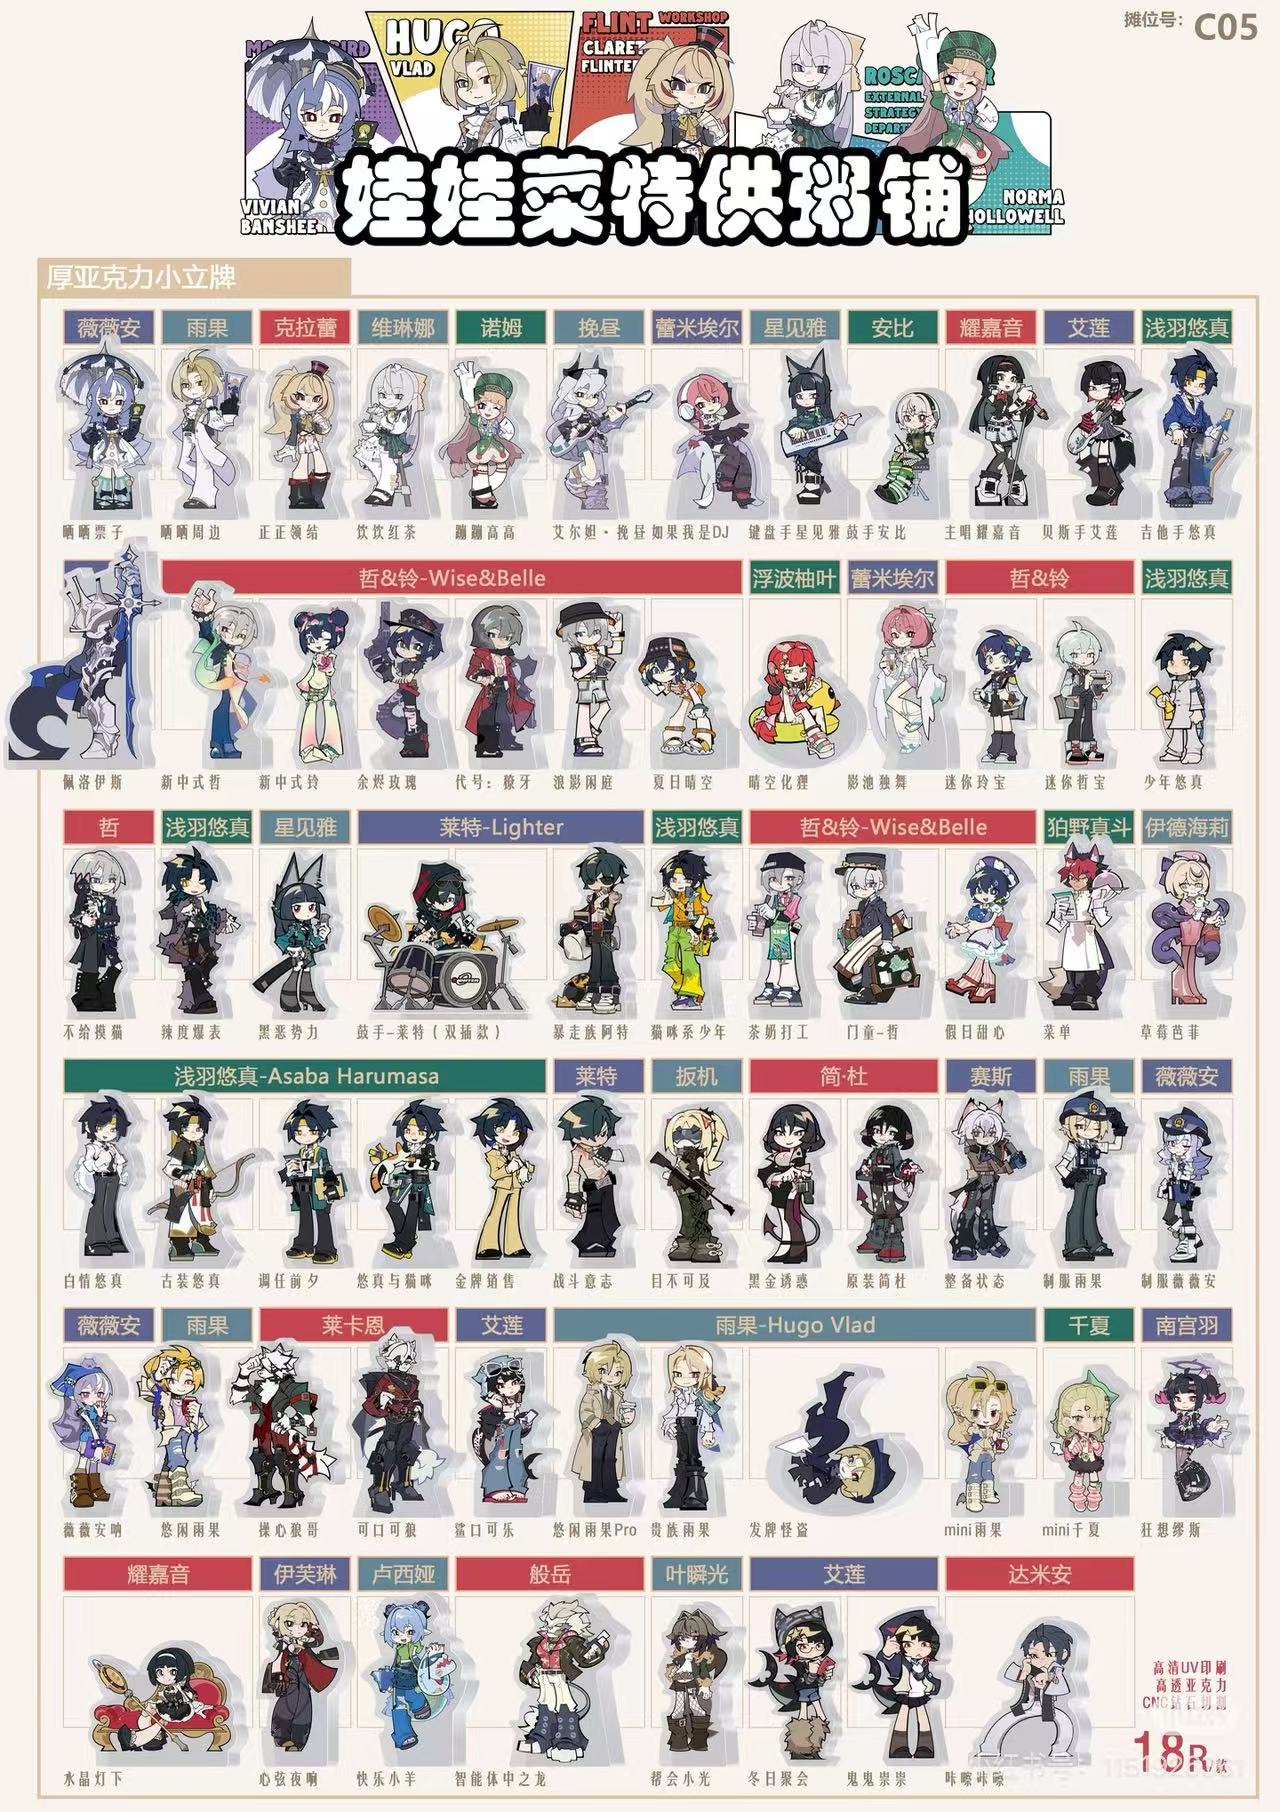 摊位号: C05
MOCKINGBIRD
HUGO
VLAD
FLINT WORKSHOP
CLARET
FLINTER
EXTERNAL
STRATEGY
VIVIAN
BANSHEE
NORMA
HOLLOWELL
娃娃菜特供粥铺
厚亚克力小立牌
薇薇安 雨果 克拉蕾 维琳娜 诺姆 挽昼 蕾米埃尔 星见雅 安比 耀嘉音 艾莲 浅羽悠真
晒晒票子 晒晒周边 正正领结 饮饮红茶 蹦蹦高高 艾尔妲·挽昼 如果我是DJ 键盘手星见雅 鼓手安比 主唱耀嘉音 贝斯手艾莲 吉他手悠真
哲&铃-Wise&Belle 浮波柚叶 蕾米埃尔 哲&铃 浅羽悠真
佩洛伊斯 新中式哲 新中式铃 余烬玫瑰 代号：獠牙 浪影闲庭 夏日晴空 晴空化狸 影池独舞 迷你玲宝 迷你哲宝 少年悠真
哲 浅羽悠真 星见雅 莱特-Lighter 浅羽悠真 哲&铃-Wise&Belle 狛野真斗 伊德海莉
不给摸猫 辣度爆表 黑恶势力 鼓手-莱特（双插款） 暴走族阿特 猫咪系少年 茶奶打工 门童-哲 假日甜心 菜单 草莓芭菲
浅羽悠真-Asaba Harumasa 莱特 扳机 简·杜 赛斯 雨果 薇薇安
白情悠真 古装悠真 调任前夕 悠真与猫咪 金牌销售 战斗意志 目不可及 黑金诱惑 原装简杜 整备状态 制服雨果 制服薇薇安
薇薇安 雨果 莱卡恩 艾莲 雨果-Hugo Vlad 千夏 南宫羽
薇薇安呐 悠闲雨果 操心狼哥 可口可狼 鲨口可乐 悠闲雨果Pro 贵族雨果 发牌怪盗 mini雨果 mini千夏 狂想缪斯
耀嘉音 伊芙琳 卢西娅 般岳 叶瞬光 艾莲 达米安
水晶灯下 心弦夜响 快乐小羊 智能体中之龙 帮会小光 冬日聚会 鬼鬼祟祟 咔嚓咔嚓
高清UV印刷
高透亚克力
CNC钻石切割
18R/款